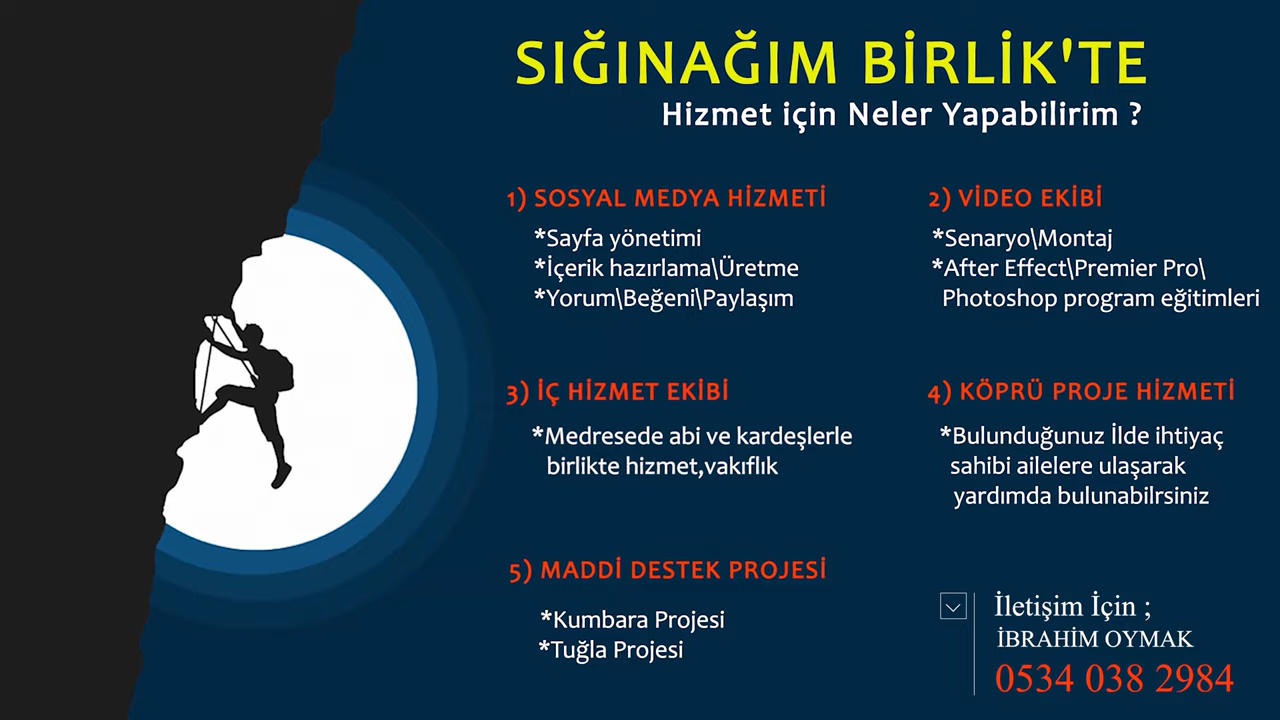 SIĞINAĞIM BİRLİK'TE
Hizmet için Neler Yapabilirim ?
1) SOSYAL MEDYA HİZMETİ
*Sayfa yönetimi
*İçerik hazırlama\Üretme
*Yorum\Beğeni\Paylaşım
2) VİDEO EKİBİ
*Senaryo\Montaj
*After Effect\Premier Pro\
Photoshop program eğitimleri
3) İÇ HİZMET EKİBİ
*Medresede abi ve kardeşlerle
birlikte hizmet,vakıflık
4) KÖPRÜ PROJE HİZMETİ
*Bulunduğunuz İlde ihtiyaç
sahibi ailelere ulaşarak
yardımda bulunabilrsiniz
5) MADDİ DESTEK PROJESİ
*Kumbara Projesi
*Tuğla Projesi
İletişim İçin ;
İBRAHİM OYMAK
0534 038 2984